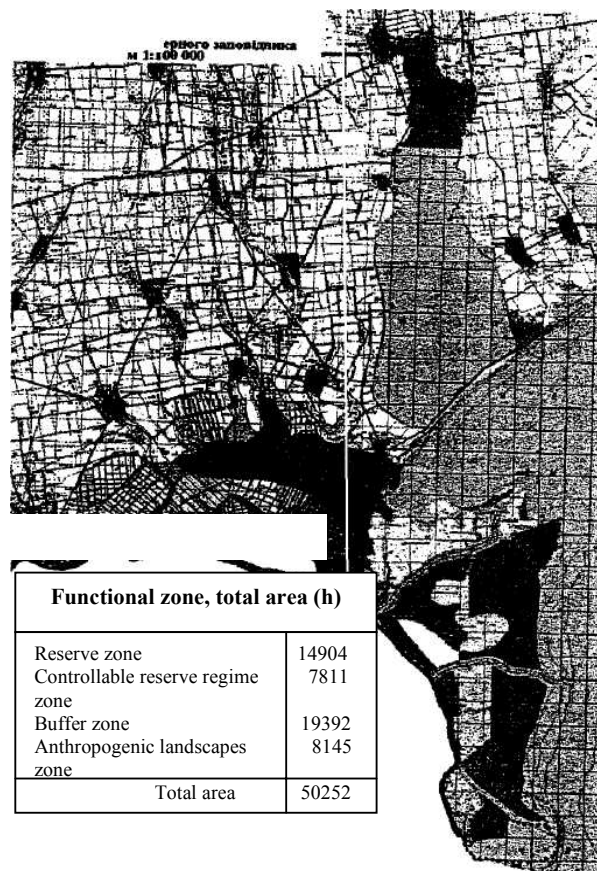 ерного заповідника
м 1:100 000
Functional zone, total area (h)
Reserve zone 14904
Controllable reserve regime 7811
zone
Buffer zone 19392
Anthropogenic landscapes 8145
zone
Total area 50252